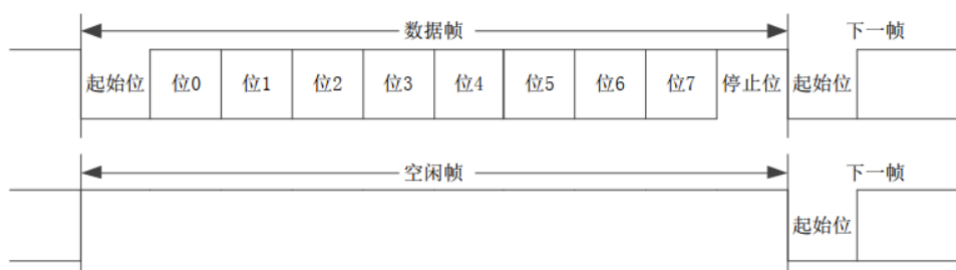 数据帧 下一帧
起始位 位0 位1 位2 位3 位4 位5 位6 位7 停止位 起始位
空闲帧 下一帧
起始位